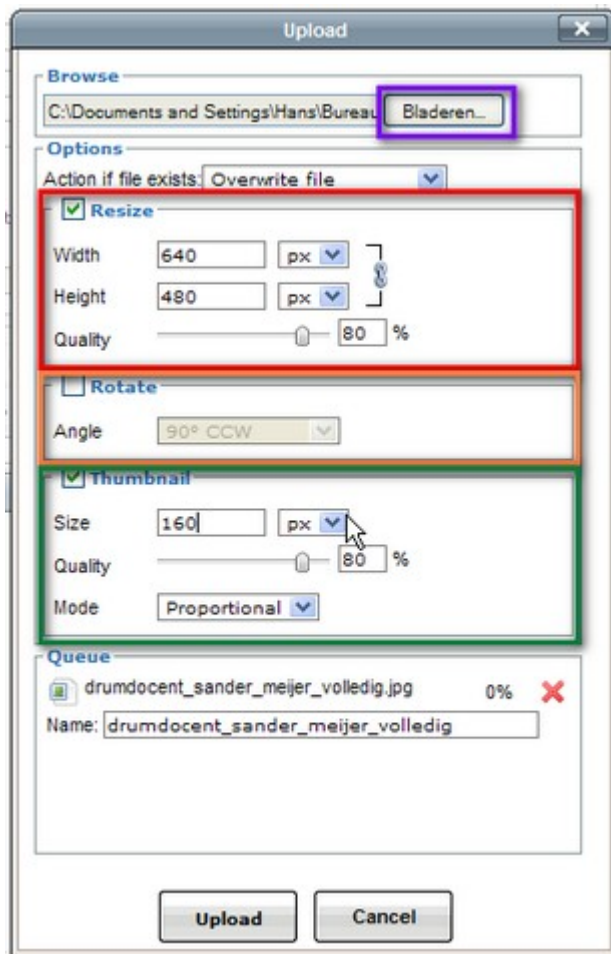 Upload
Browse
C:\Documents and Settings\Hans\Bureau Bladeren...
Options
Action if file exists: Overwrite file
Resize
Width 640 px
Height 480 px
Quality 80 %
Rotate
Angle 90° CCW
Thumbnail
Size 160 px
Quality 80 %
Mode Proportional
Queue
drumdocent_sander_meijer_volledig.jpg 0%
Name: drumdocent_sander_meijer_volledig
Upload Cancel